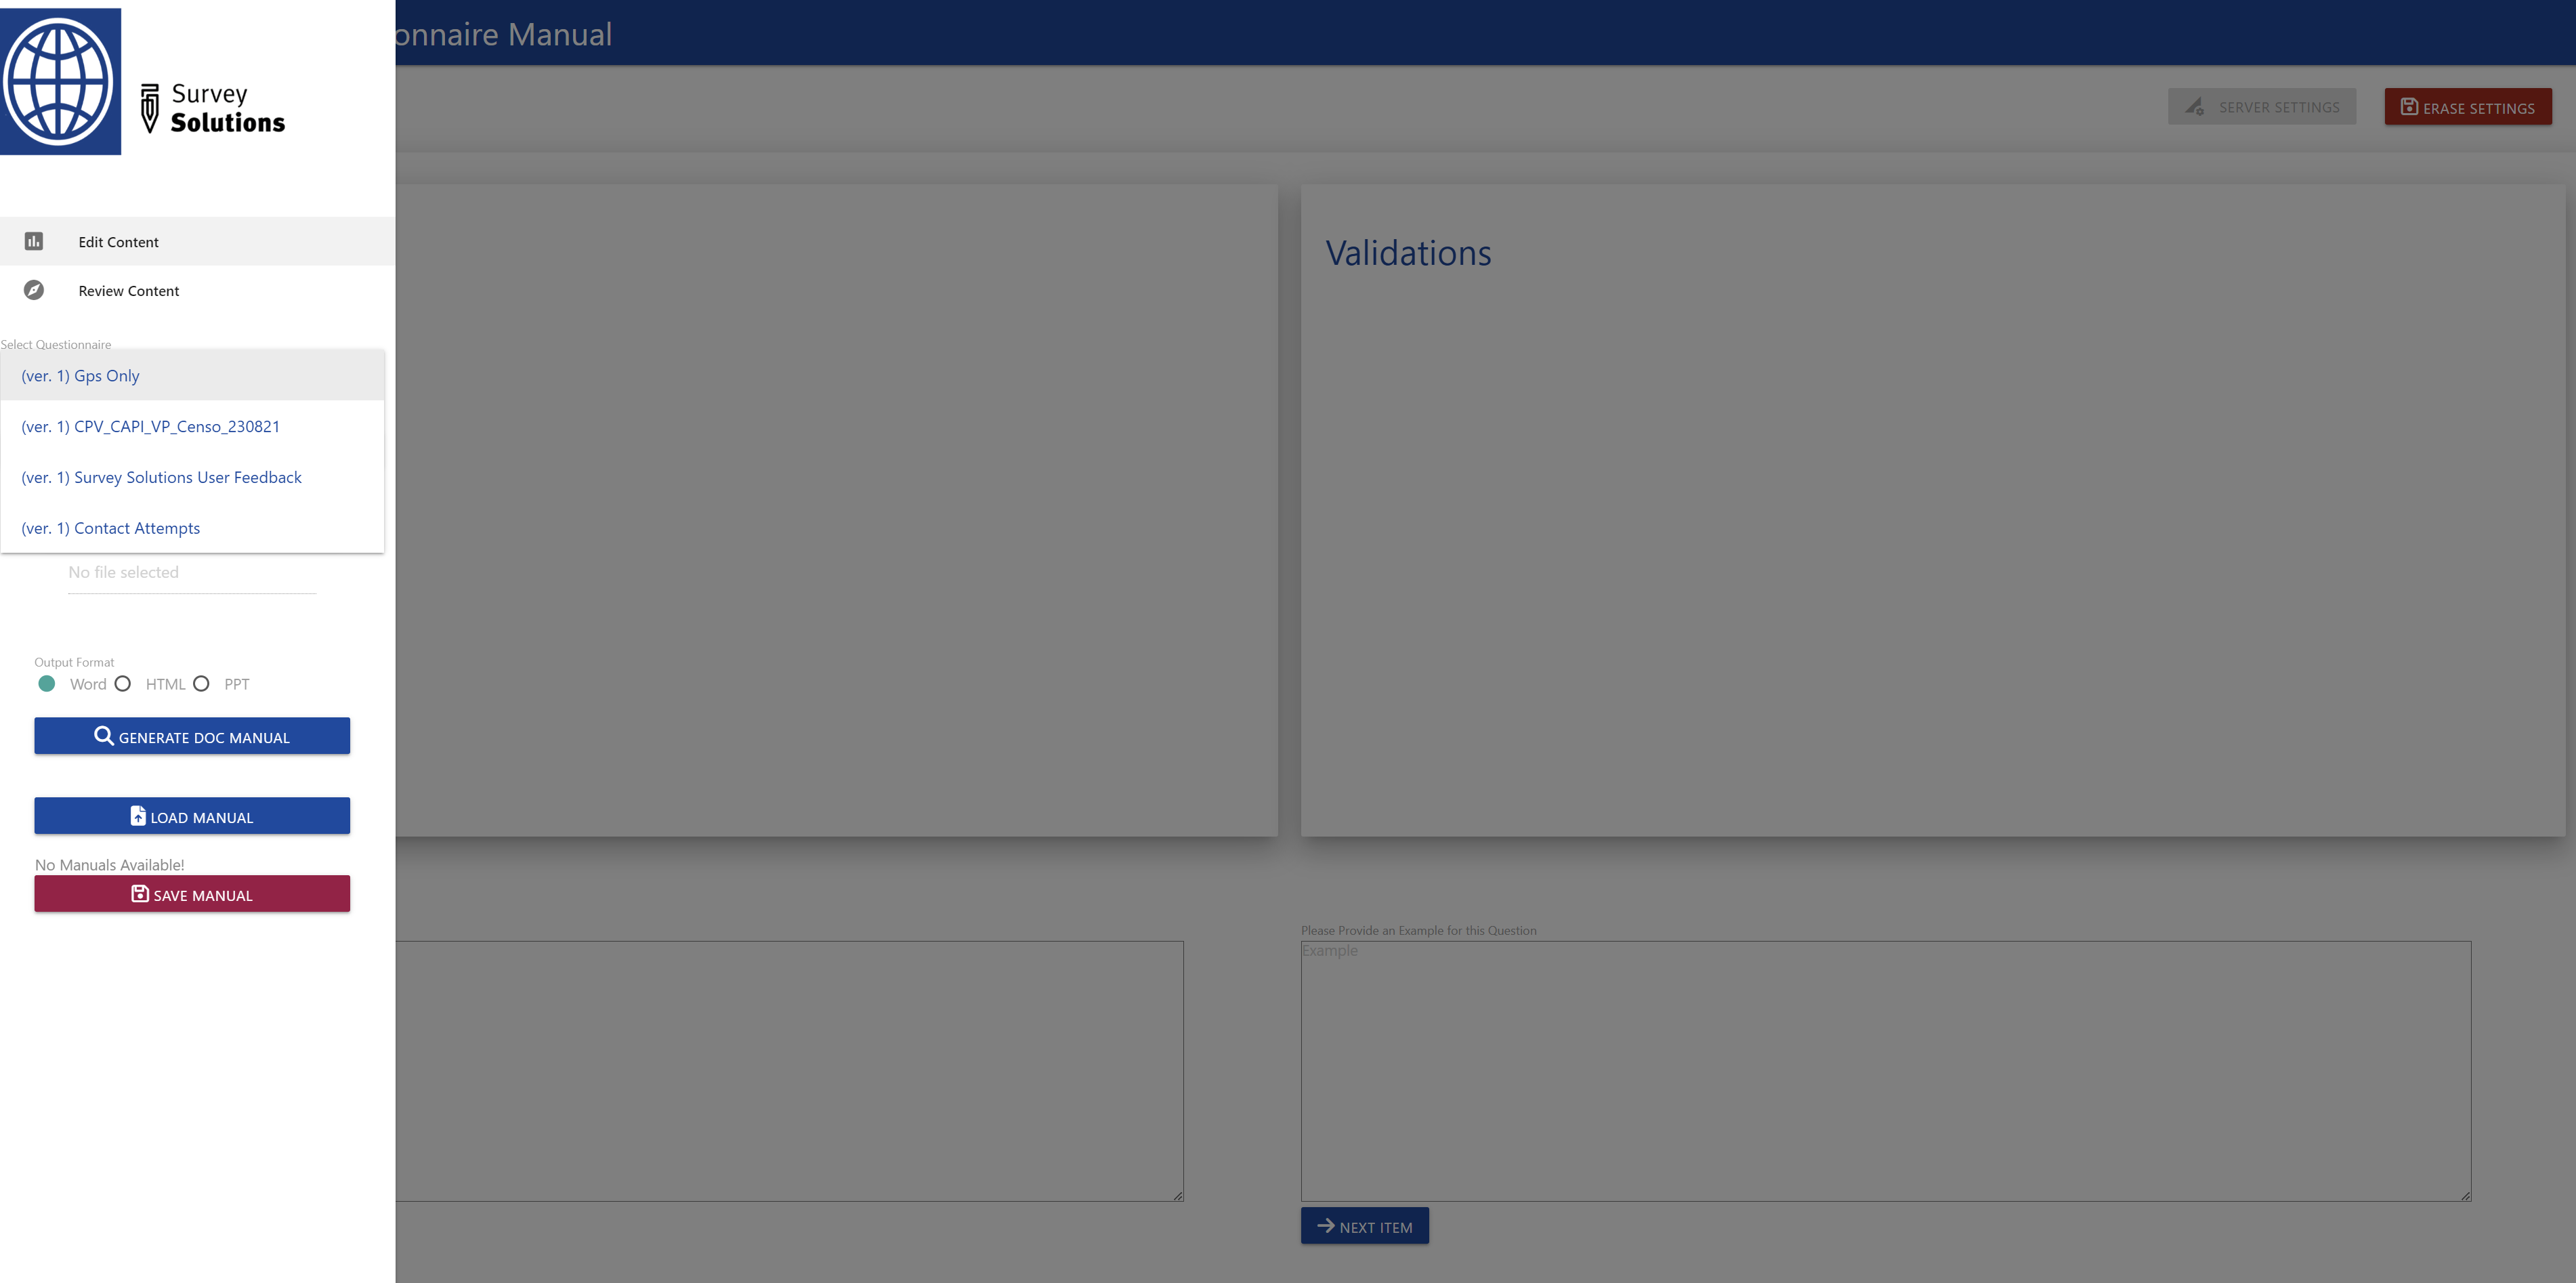 onnaire Manual
Survey
Solutions
SERVER SETTINGS
ERASE SETTINGS
Edit Content
Review Content
Validations
Select Questionnaire
(ver. 1) Gps Only
(ver. 1) CPV_CAPI_VP_Censo_230821
(ver. 1) Survey Solutions User Feedback
(ver. 1) Contact Attempts
No file selected
Output Format
Word HTML PPT
GENERATE DOC MANUAL
LOAD MANUAL
No Manuals Available!
SAVE MANUAL
Please Provide an Example for this Question
Example
NEXT ITEM